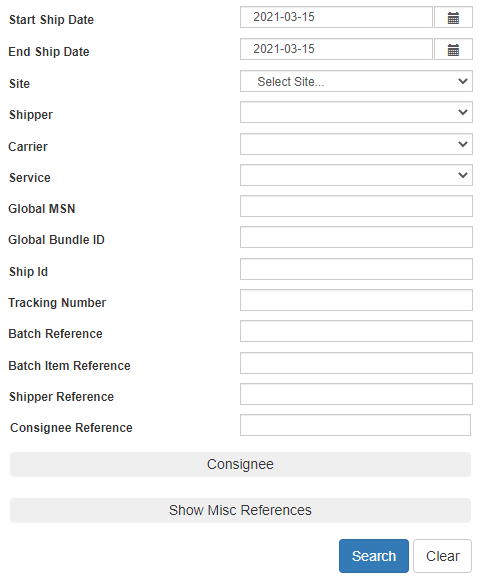 Start Ship Date 2021-03-15
End Ship Date 2021-03-15
Site Select Site...
Shipper
Carrier
Service
Global MSN
Global Bundle ID
Ship Id
Tracking Number
Batch Reference
Batch Item Reference
Shipper Reference
Consignee Reference
Consignee
Show Misc References
Search Clear